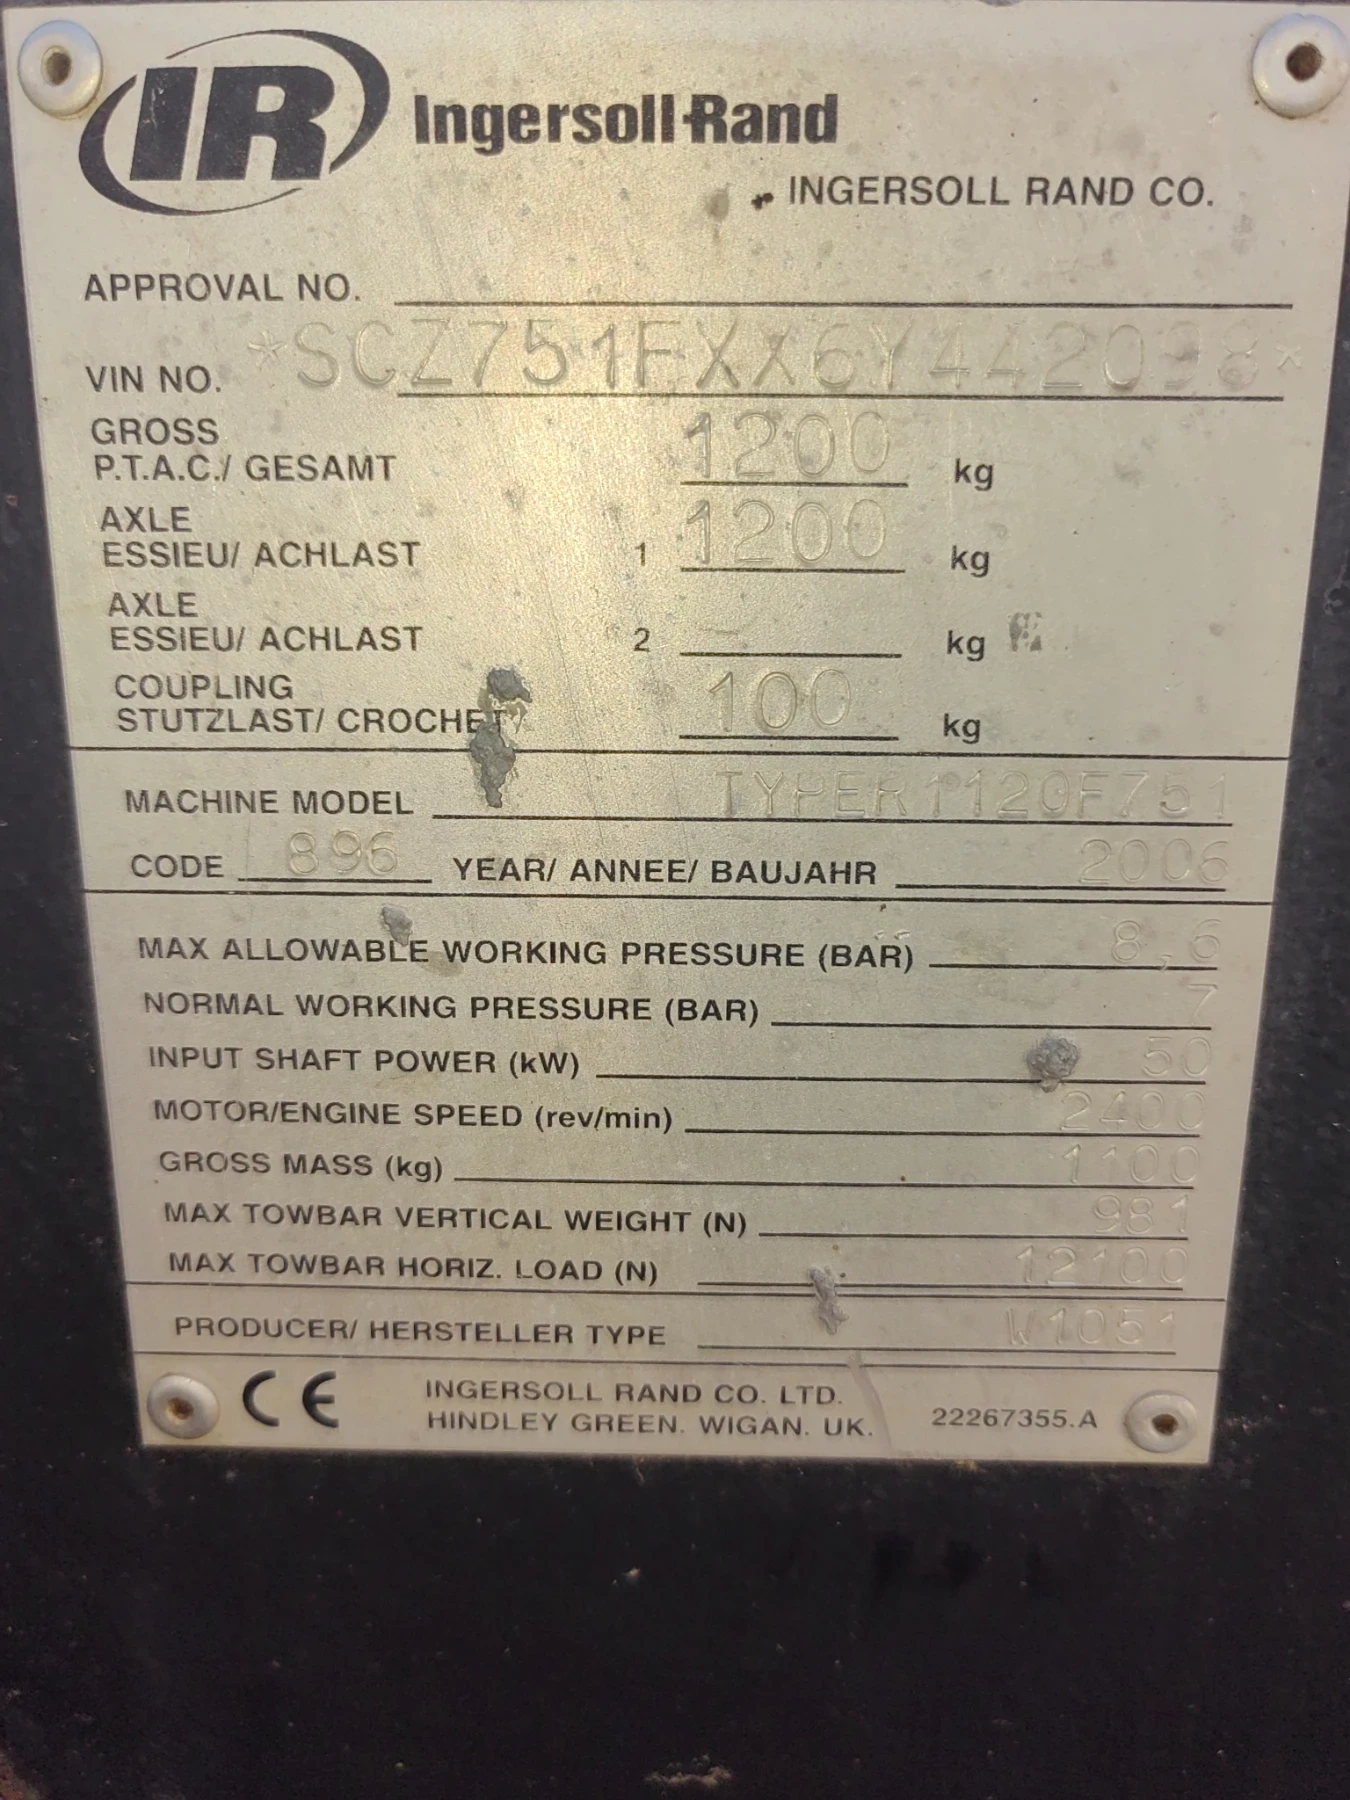 IR Ingersoll-Rand
INGERSOLL RAND CO.
APPROVAL NO.
VIN NO. *SCZ751FXX6Y442098*
GROSS 1200
P.T.A.C./ GESAMT kg
AXLE 1200
ESSIEU/ ACHLAST 1 kg
AXLE
ESSIEU/ ACHLAST 2 – kg
COUPLING 100
STUTZLAST/ CROCHET kg
MACHINE MODEL TYPER1120F751
CODE 896 YEAR/ ANNEE/ BAUJAHR 2006
MAX ALLOWABLE WORKING PRESSURE (BAR) 8,6
NORMAL WORKING PRESSURE (BAR) 7
INPUT SHAFT POWER (kW) 50
MOTOR/ENGINE SPEED (rev/min) 2400
GROSS MASS (kg) 1100
MAX TOWBAR VERTICAL WEIGHT (N) 981
MAX TOWBAR HORIZ. LOAD (N) 12100
PRODUCER/ HERSTELLER TYPE W1051
CE INGERSOLL RAND CO. LTD.
HINDLEY GREEN. WIGAN. UK. 22267355.A